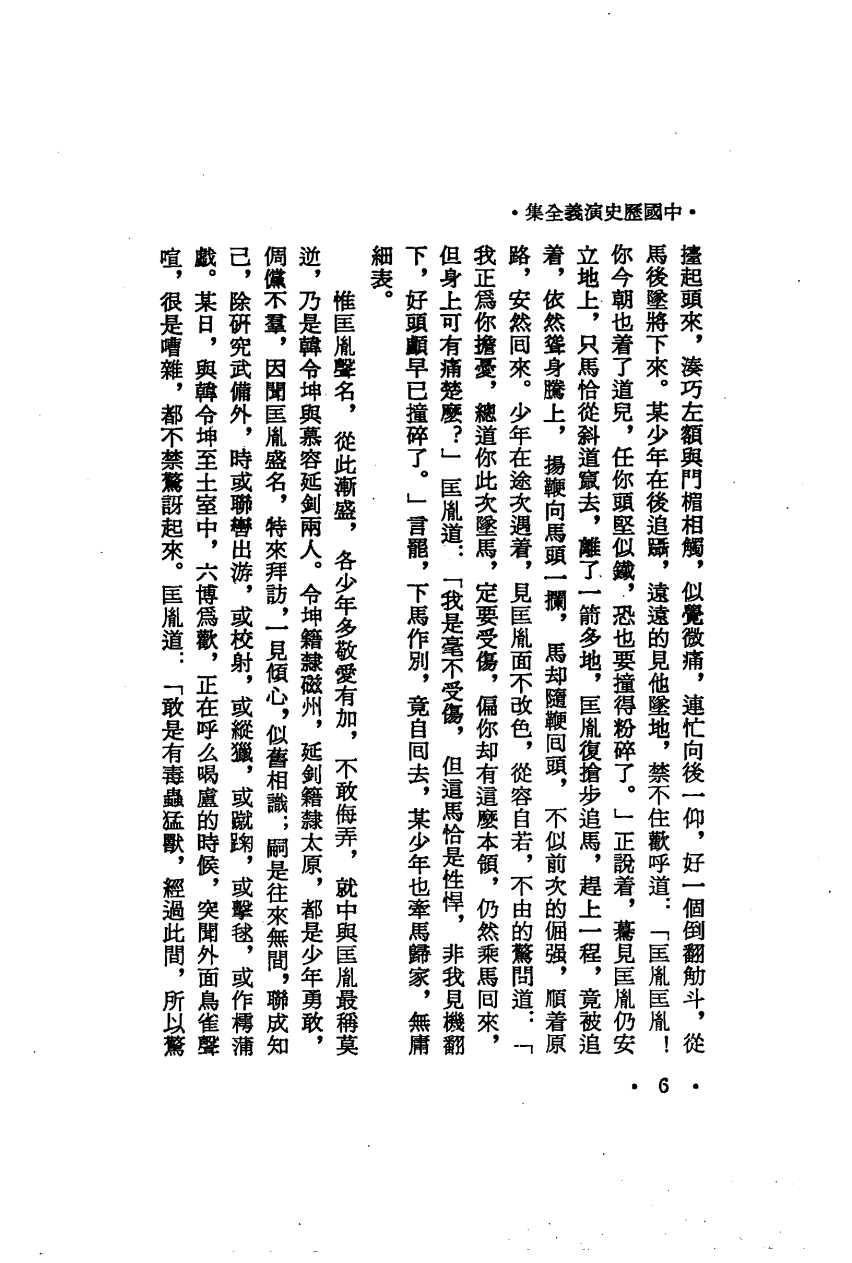 •中國歷史演義全集•
擡起頭來，湊巧左額與門楣相觸，似覺微痛，連忙向後一仰，好一個倒翻觔斗，從
馬後墜將下來。某少年在後追躡，遠遠的見他墜地，禁不住歡呼道：「匡胤匡胤！
你今朝也着了道兒，任你頭堅似鐵，恐也要撞得粉碎了。」正說着，驀見匡胤仍安
立地上，只馬恰從斜道竄去，離了一箭多地，匡胤復搶步追馬，趕上一程，竟被追
着，依然聳身騰上，揚鞭向馬頭一攔，馬却隨鞭回頭，不似前次的倔强，順着原
路，安然回來。少年在途次遇着，見匡胤面不改色，從容自若，不由的驚問道：「
我正爲你擔憂，總道你此次墜馬，定要受傷，偏你却有這麼本領，仍然乘馬回來，
但身上可有痛楚麼？」匡胤道：「我是毫不受傷，但這馬恰是性悍，非我見機翻
下，好頭顱早已撞碎了。」言罷，下馬作別，竟自回去，某少年也牽馬歸家，無庸
細表。
惟匡胤聲名，從此漸盛，各少年多敬愛有加，不敢侮弄，就中與匡胤最稱莫
逆，乃是韓令坤與慕容延釗兩人。令坤籍隸磁州，延釗籍隸太原，都是少年勇敢，
倜儻不羣，因聞匡胤盛名，特來拜訪，一見傾心，似舊相識；嗣是往來無間，聯成知
己，除研究武備外，時或聯轡出游，或校射，或縱獵，或蹴踘，或擊毬，或作樗蒲
戲。某日，與韓令坤至土室中，六博爲歡，正在呼么喝盧的時候，突聞外面鳥雀聲
喧，很是嘈雜，都不禁驚訝起來。匡胤道：「敢是有毒蟲猛獸，經過此間，所以驚
•6•